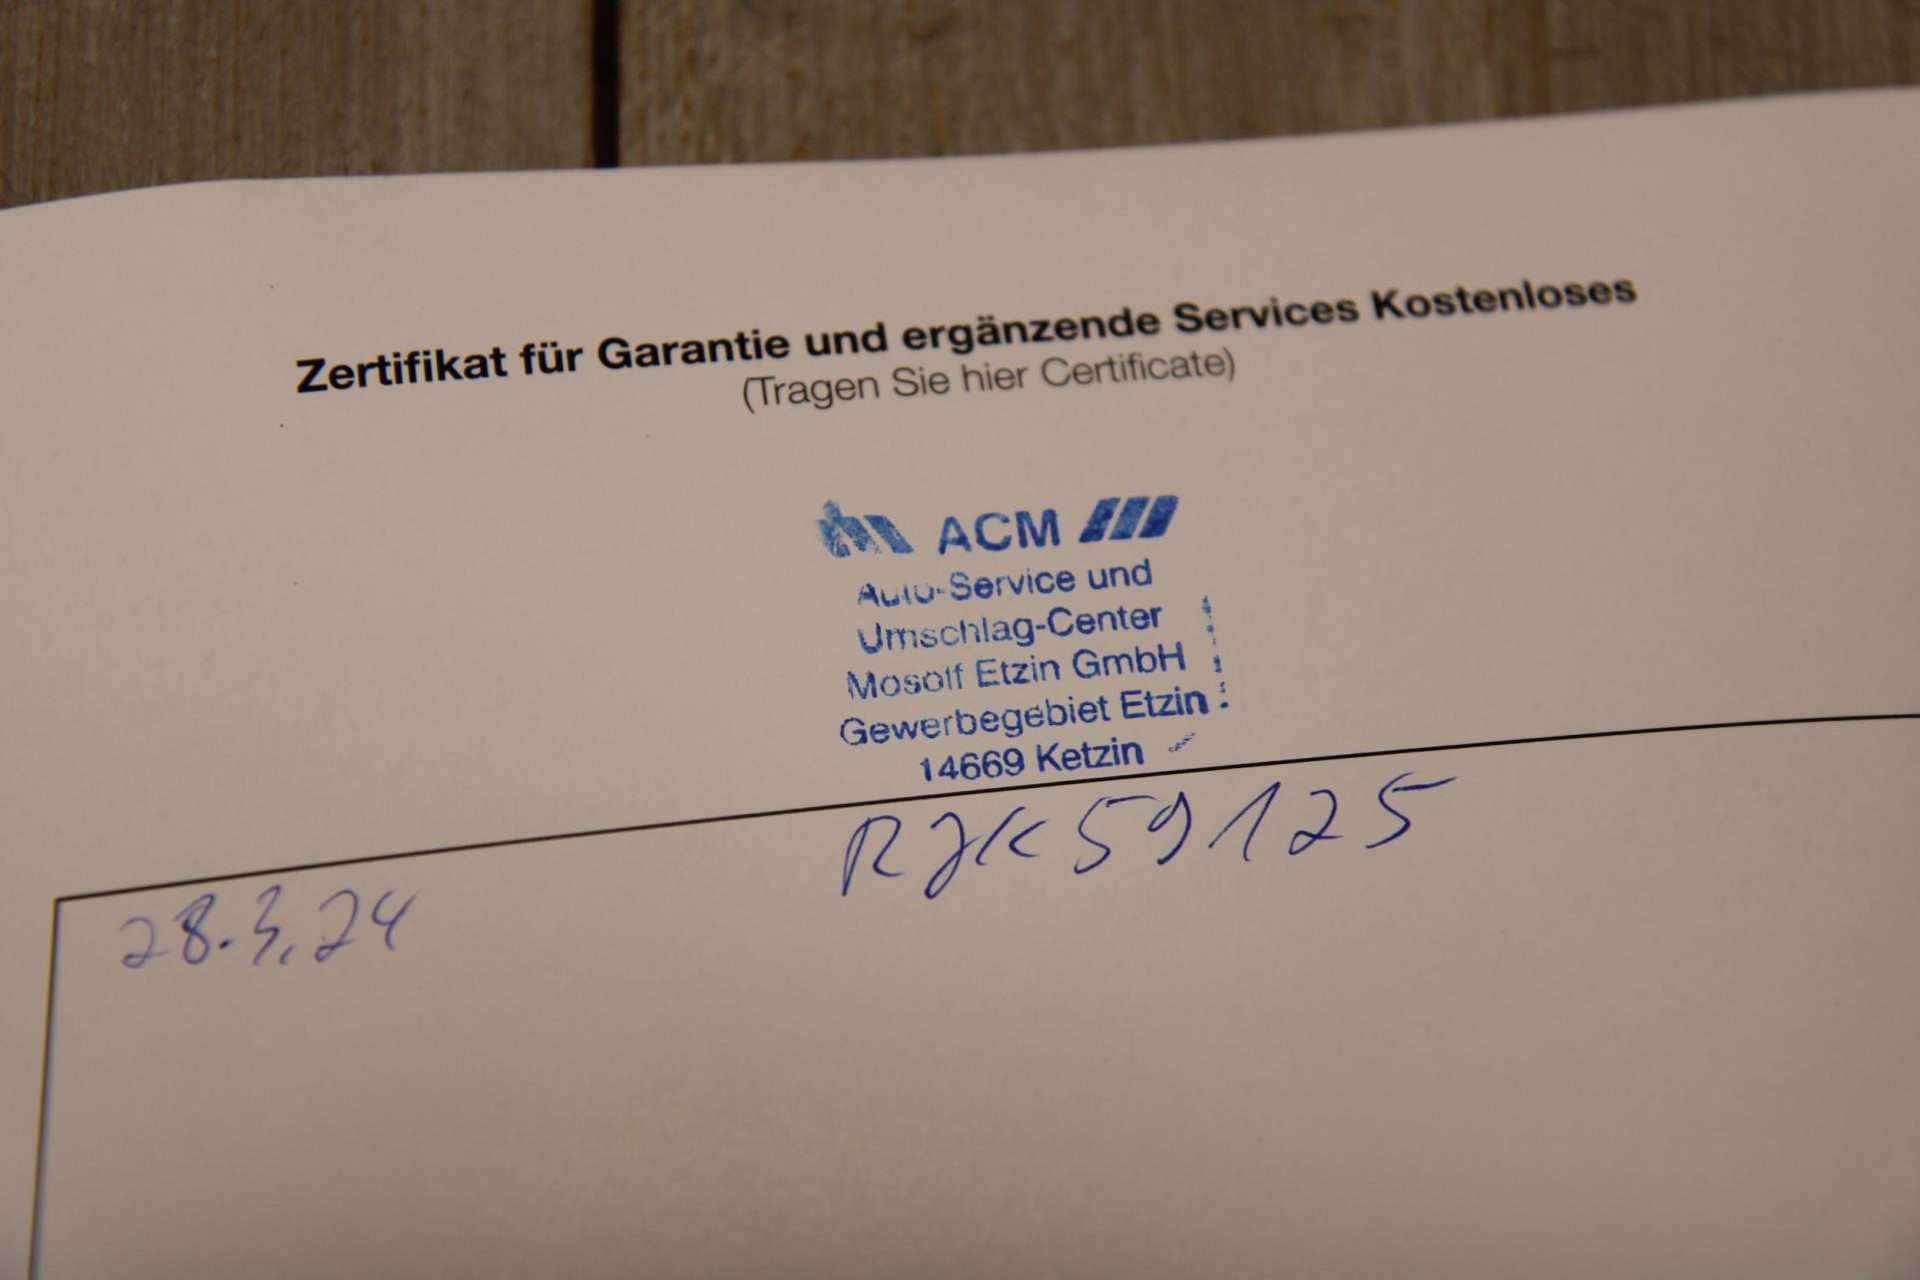 Zertifikat für Garantie und ergänzende Services Kostenloses
(Tragen Sie hier Certificate)
ACM
Auto-Service und
Umschlag-Center
Mosolf Etzin GmbH
Gewerbegebiet Etzin
14669 Ketzin
RJK59125
28.3.24